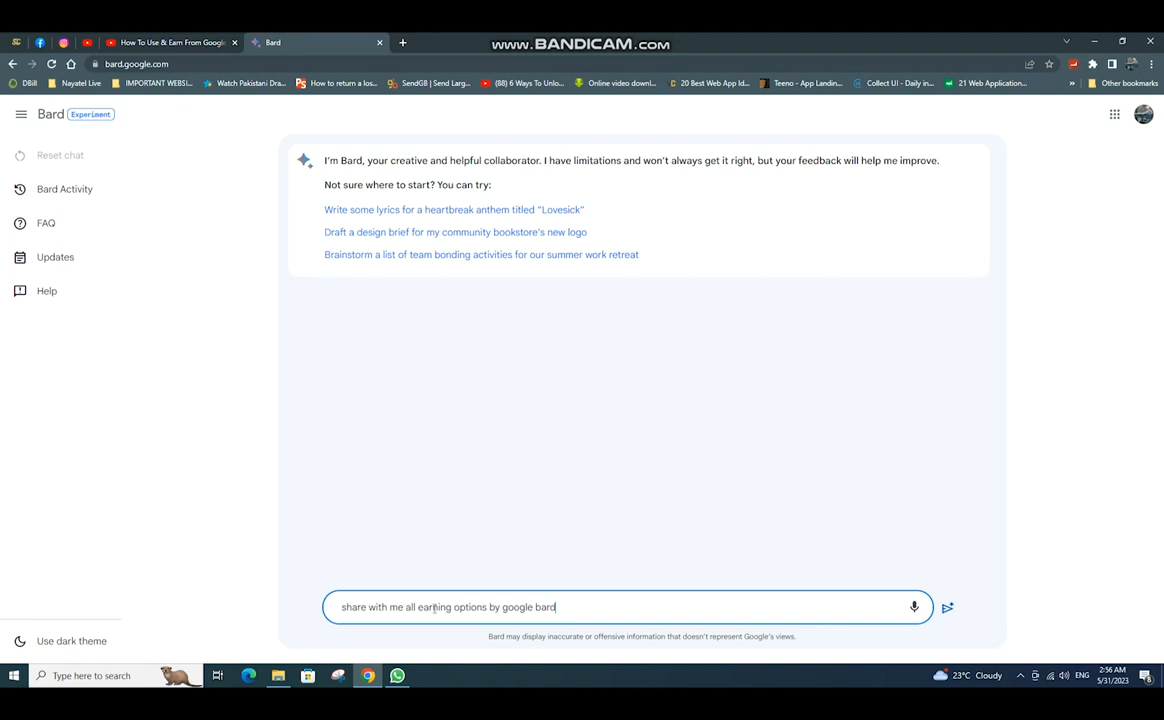 www.BANDICAM.com
How To Use & Earn From Googl
Bard
bard.google.com
DBill
Nayatel Live
IMPORTANT WEBSI...
Watch Pakistani Dra...
How to return a los...
SendGB | Send Larg...
(88) 6 Ways To Unlo...
Online video downl...
20 Best Web App Id...
Teeno - App Landin...
Collect UI - Daily in...
21 Web Application...
»
Other bookmarks
Bard
Experiment
Reset chat
Bard Activity
FAQ
Updates
Help
I'm Bard, your creative and helpful collaborator. I have limitations and won't always get it right, but your feedback will help me improve.
Not sure where to start? You can try:
Write some lyrics for a heartbreak anthem titled "Lovesick"
Draft a design brief for my community bookstore's new logo
Brainstorm a list of team bonding activities for our summer work retreat
share with me all earning options by google bard
Bard may display inaccurate or offensive information that doesn't represent Google's views.
Use dark theme
Type here to search
23°C Cloudy
ENG
2:56 AM
5/31/2023